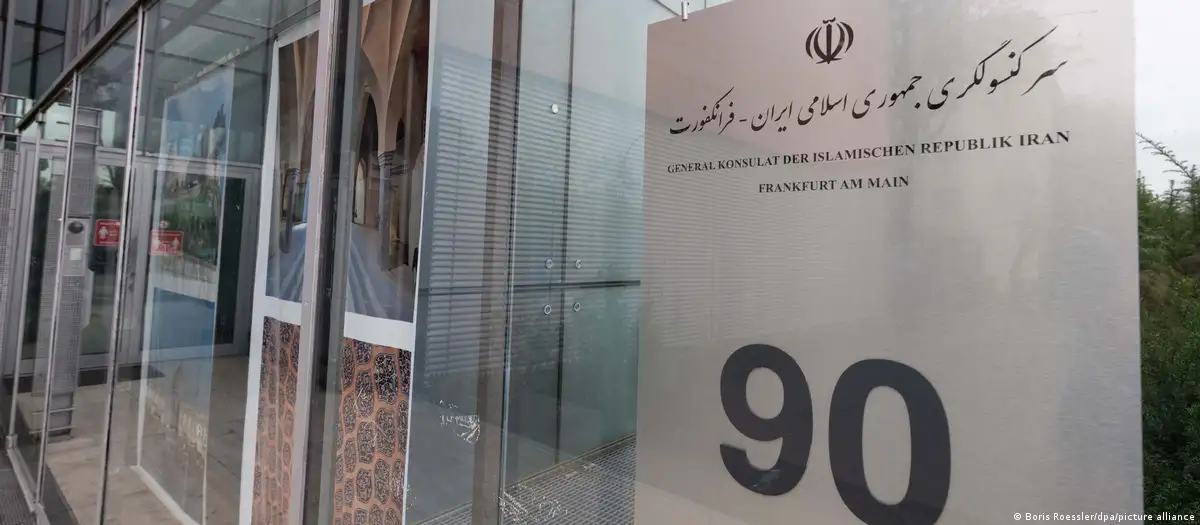 سرکنسولگری جمهوری اسلامی ایران - فرانکفورت
GENERAL KONSULAT DER ISLAMISCHEN REPUBLIK IRAN
FRANKFURT AM MAIN
90
© Boris Roessler/dpa/picture alliance